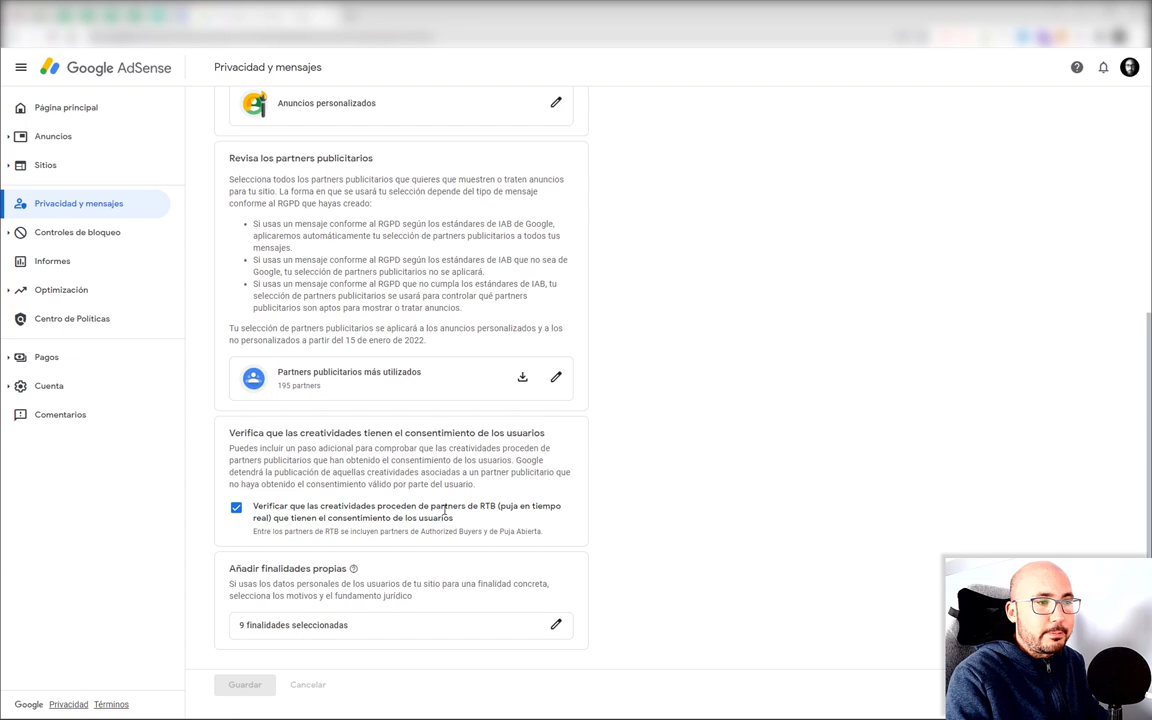 Google AdSense
Privacidad y mensajes
Página principal
Anuncios
Sitios
Privacidad y mensajes
Controles de bloqueo
Informes
Optimización
Centro de Políticas
Pagos
Cuenta
Comentarios
Google Privacidad Términos
Anuncios personalizados
Revisa los partners publicitarios
Selecciona todos los partners publicitarios que quieres que muestren o traten anuncios
para tu sitio. La forma en que se usará tu selección depende del tipo de mensaje
conforme al RGPD que hayas creado:
• Si usas un mensaje conforme al RGPD según los estándares de IAB de Google,
aplicaremos automáticamente tu selección de partners publicitarios a todos tus
mensajes.
• Si usas un mensaje conforme al RGPD según los estándares de IAB que no sea de
Google, tu selección de partners publicitarios no se aplicará.
• Si usas un mensaje conforme al RGPD que no cumpla los estándares de IAB, tu
selección de partners publicitarios se usará para controlar qué partners
publicitarios son aptos para mostrar o tratar anuncios.
Tu selección de partners publicitarios se aplicará a los anuncios personalizados y a los
no personalizados a partir del 15 de enero de 2022.
Partners publicitarios más utilizados
195 partners
Verifica que las creatividades tienen el consentimiento de los usuarios
Puedes incluir un paso adicional para comprobar que las creatividades proceden de
partners publicitarios que han obtenido el consentimiento de los usuarios. Google
detendrá la publicación de aquellas creatividades asociadas a un partner publicitario que
no haya obtenido el consentimiento válido por parte del usuario.
Verificar que las creatividades proceden de partners de RTB (puja en tiempo
real) que tienen el consentimiento de los usuarios
Entre los partners de RTB se incluyen partners de Authorized Buyers y de Puja Abierta.
Añadir finalidades propias
Si usas los datos personales de los usuarios de tu sitio para una finalidad concreta,
selecciona los motivos y el fundamento jurídico
9 finalidades seleccionadas
Guardar
Cancelar